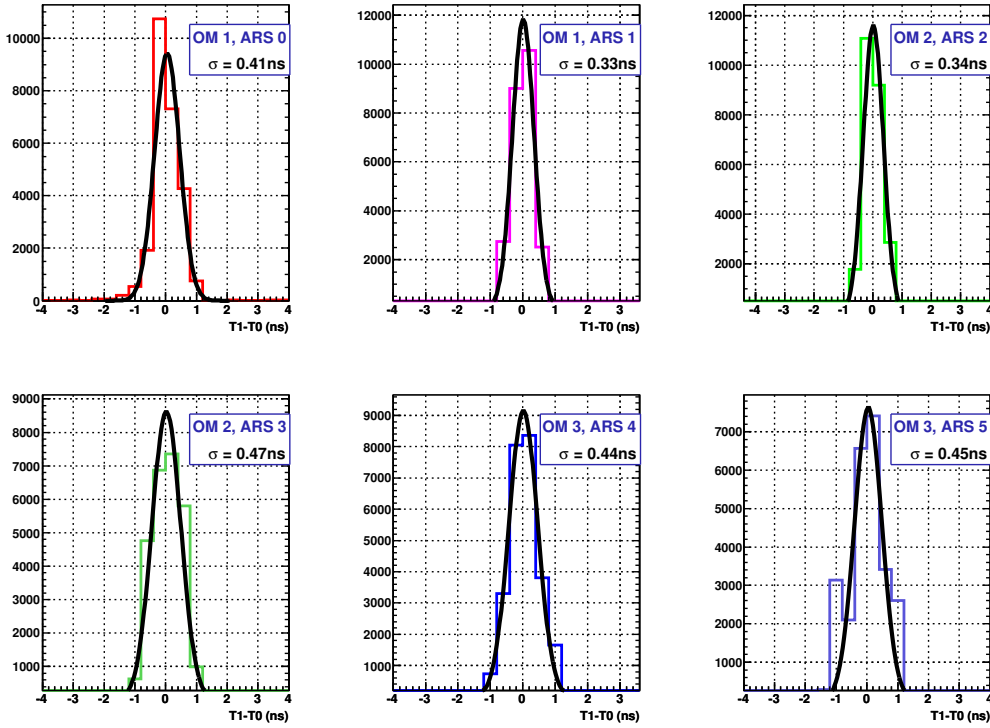 OM 1, ARS 0
σ = 0.41ns
10000
8000
6000
4000
2000
0
-4 -3 -2 -1 0 1 2 3 4
T1-T0 (ns)
OM 1, ARS 1
σ = 0.33ns
12000
10000
8000
6000
4000
2000
-4 -3 -2 -1 0 1 2 3
T1-T0 (ns)
OM 2, ARS 2
σ = 0.34ns
12000
10000
8000
6000
4000
2000
-4 -3 -2 -1 0 1 2 3 4
T1-T0 (ns)
OM 2, ARS 3
σ = 0.47ns
9000
8000
7000
6000
5000
4000
3000
2000
1000
-4 -3 -2 -1 0 1 2 3 4
T1-T0 (ns)
OM 3, ARS 4
σ = 0.44ns
9000
8000
7000
6000
5000
4000
3000
2000
1000
-4 -3 -2 -1 0 1 2 3
T1-T0 (ns)
OM 3, ARS 5
σ = 0.45ns
7000
6000
5000
4000
3000
2000
1000
-4 -3 -2 -1 0 1 2 3 4
T1-T0 (ns)